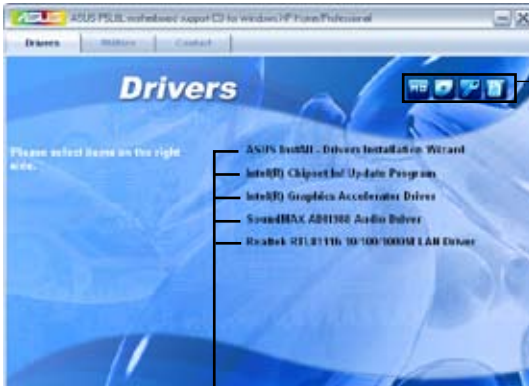 ASUS P5L8L motherboard support CD for Windows XP Home/Professional
Drivers Utilities Contact
Drivers
Please select items on the right side.
ASUS InstAll - Drivers Installation Wizard
Intel(R) Chipset Inf Update Program
Intel(R) Graphics Accelerator Driver
SoundMAX AD1988 Audio Driver
Realtek RTL8111b 10/100/1000M LAN Driver